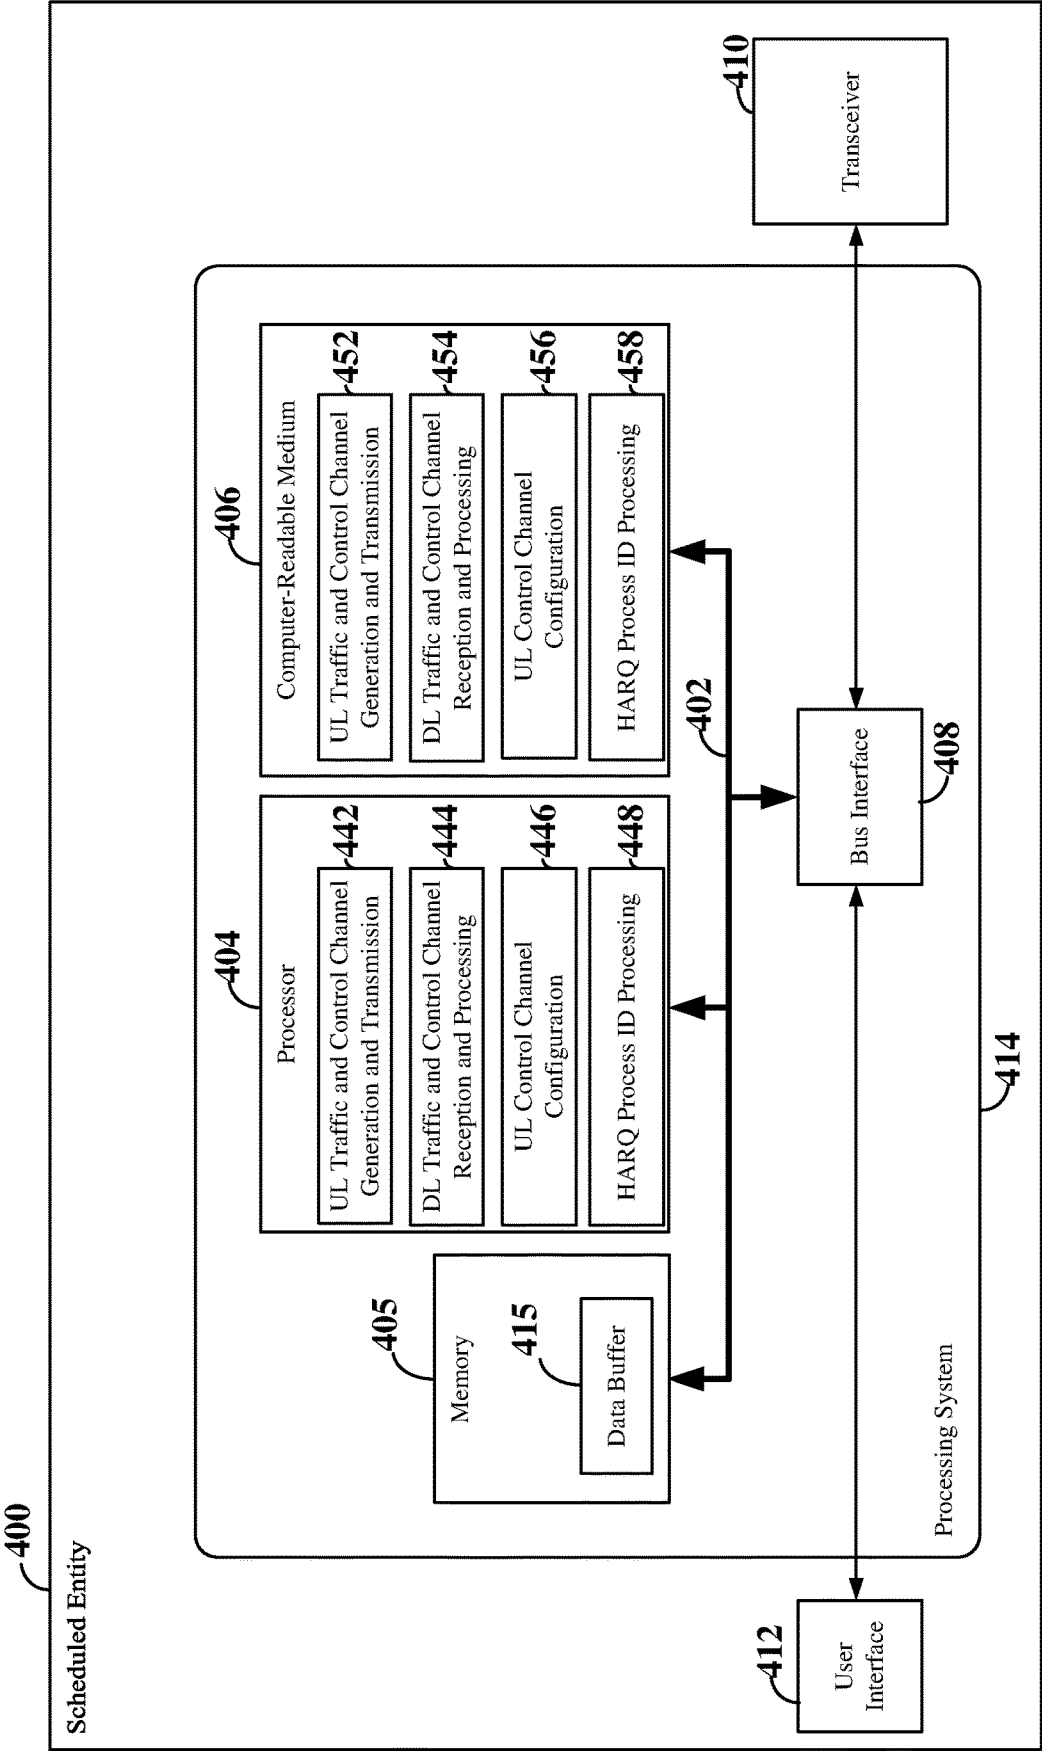 400
Scheduled Entity
Processing System
414
405
Memory
415
Data Buffer
404
Processor
UL Traffic and Control Channel
Generation and Transmission
442
DL Traffic and Control Channel
Reception and Processing
444
UL Control Channel
Configuration
446
HARQ Process ID Processing
448
406
Computer-Readable Medium
UL Traffic and Control Channel
Generation and Transmission
452
DL Traffic and Control Channel
Reception and Processing
454
UL Control Channel
Configuration
456
HARQ Process ID Processing
458
402
412
User
Interface
Bus Interface
408
410
Transceiver